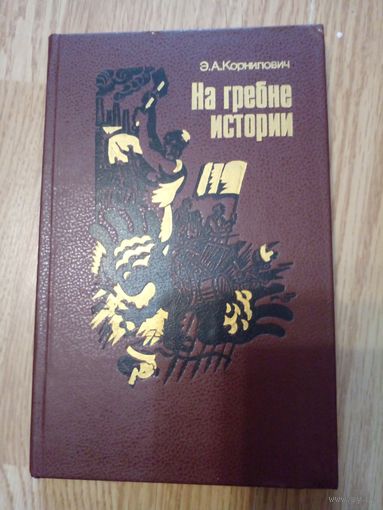 Э.А.Корнилович
На гребне
истории